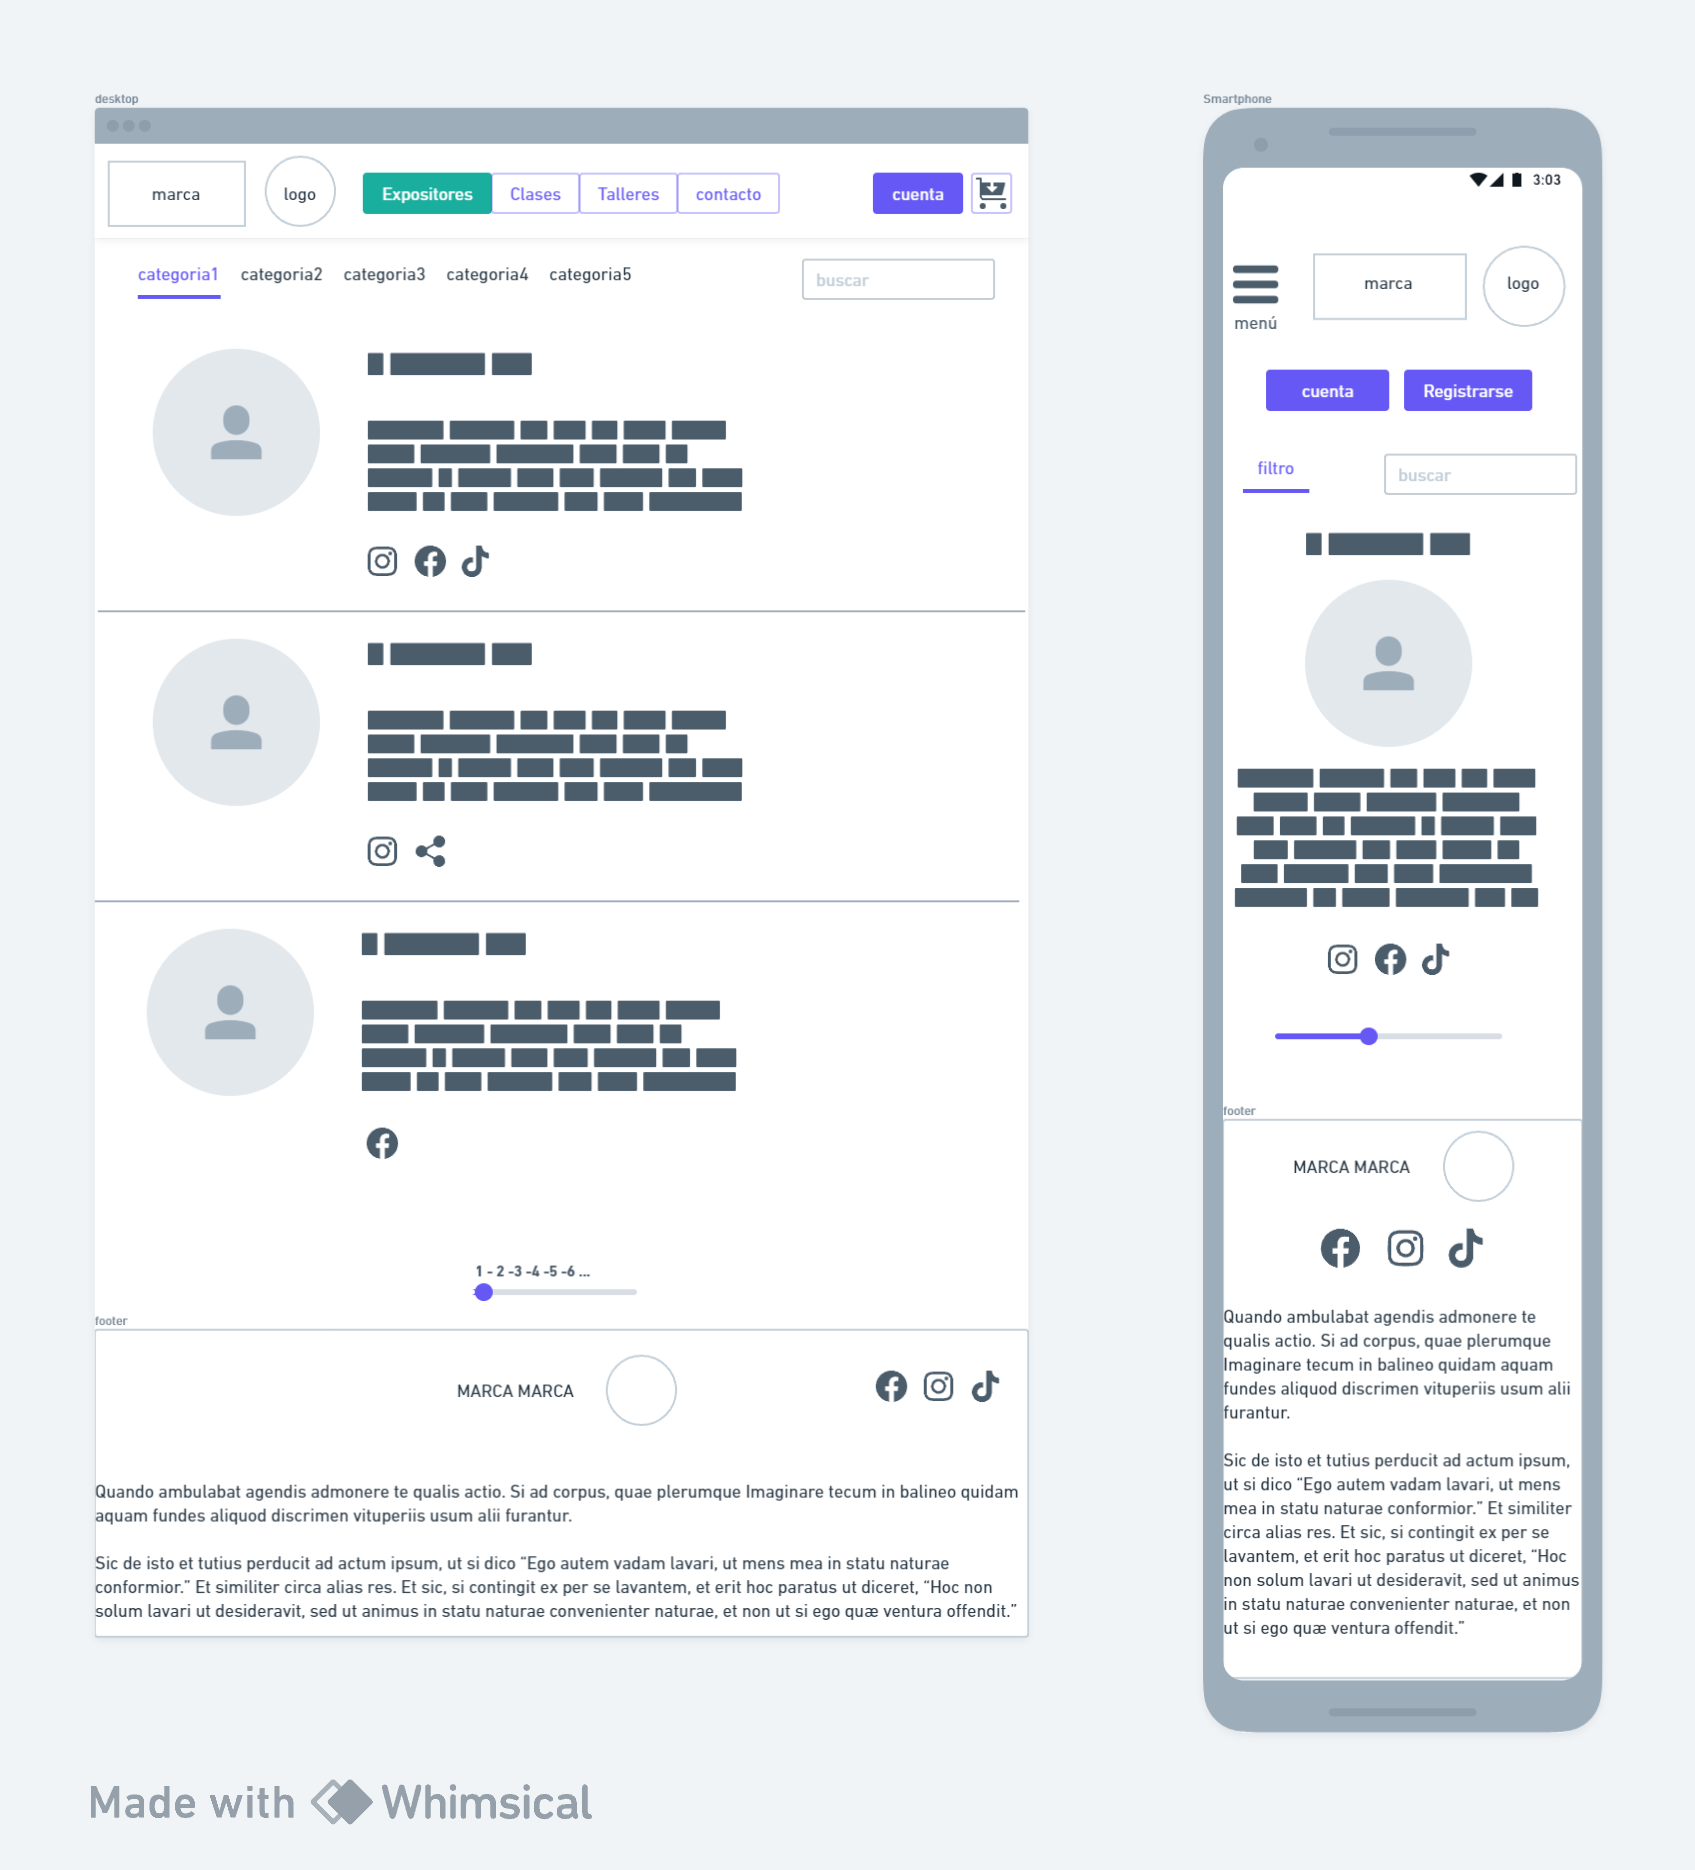 desktop
marca
logo
Expositores
Clases
Talleres
contacto
cuenta
categoria1
categoria2
categoria3
categoria4
categoria5
buscar
1 - 2 -3 -4 -5 -6 ...
footer
MARCA MARCA
Quando ambulabat agendis admonere te qualis actio. Si ad corpus, quae plerumque Imaginare tecum in balineo quidam
aquam fundes aliquod discrimen vituperiis usum alii furantur.
Sic de isto et tutius perducit ad actum ipsum, ut si dico “Ego autem vadam lavari, ut mens mea in statu naturae
conformior.” Et similiter circa alias res. Et sic, si contingit ex per se lavantem, et erit hoc paratus ut diceret, “Hoc non
solum lavari ut desideravit, sed ut animus in statu naturae convenienter naturae, et non ut si ego quæ ventura offendit.”
Smartphone
3:03
menú
marca
logo
cuenta
Registrarse
filtro
buscar
footer
MARCA MARCA
Quando ambulabat agendis admonere te
qualis actio. Si ad corpus, quae plerumque
Imaginare tecum in balineo quidam aquam
fundes aliquod discrimen vituperiis usum alii
furantur.
Sic de isto et tutius perducit ad actum ipsum,
ut si dico “Ego autem vadam lavari, ut mens
mea in statu naturae conformior.” Et similiter
circa alias res. Et sic, si contingit ex per se
lavantem, et erit hoc paratus ut diceret, “Hoc
non solum lavari ut desideravit, sed ut animus
in statu naturae convenienter naturae, et non
ut si ego quæ ventura offendit.”
Made with Whimsical